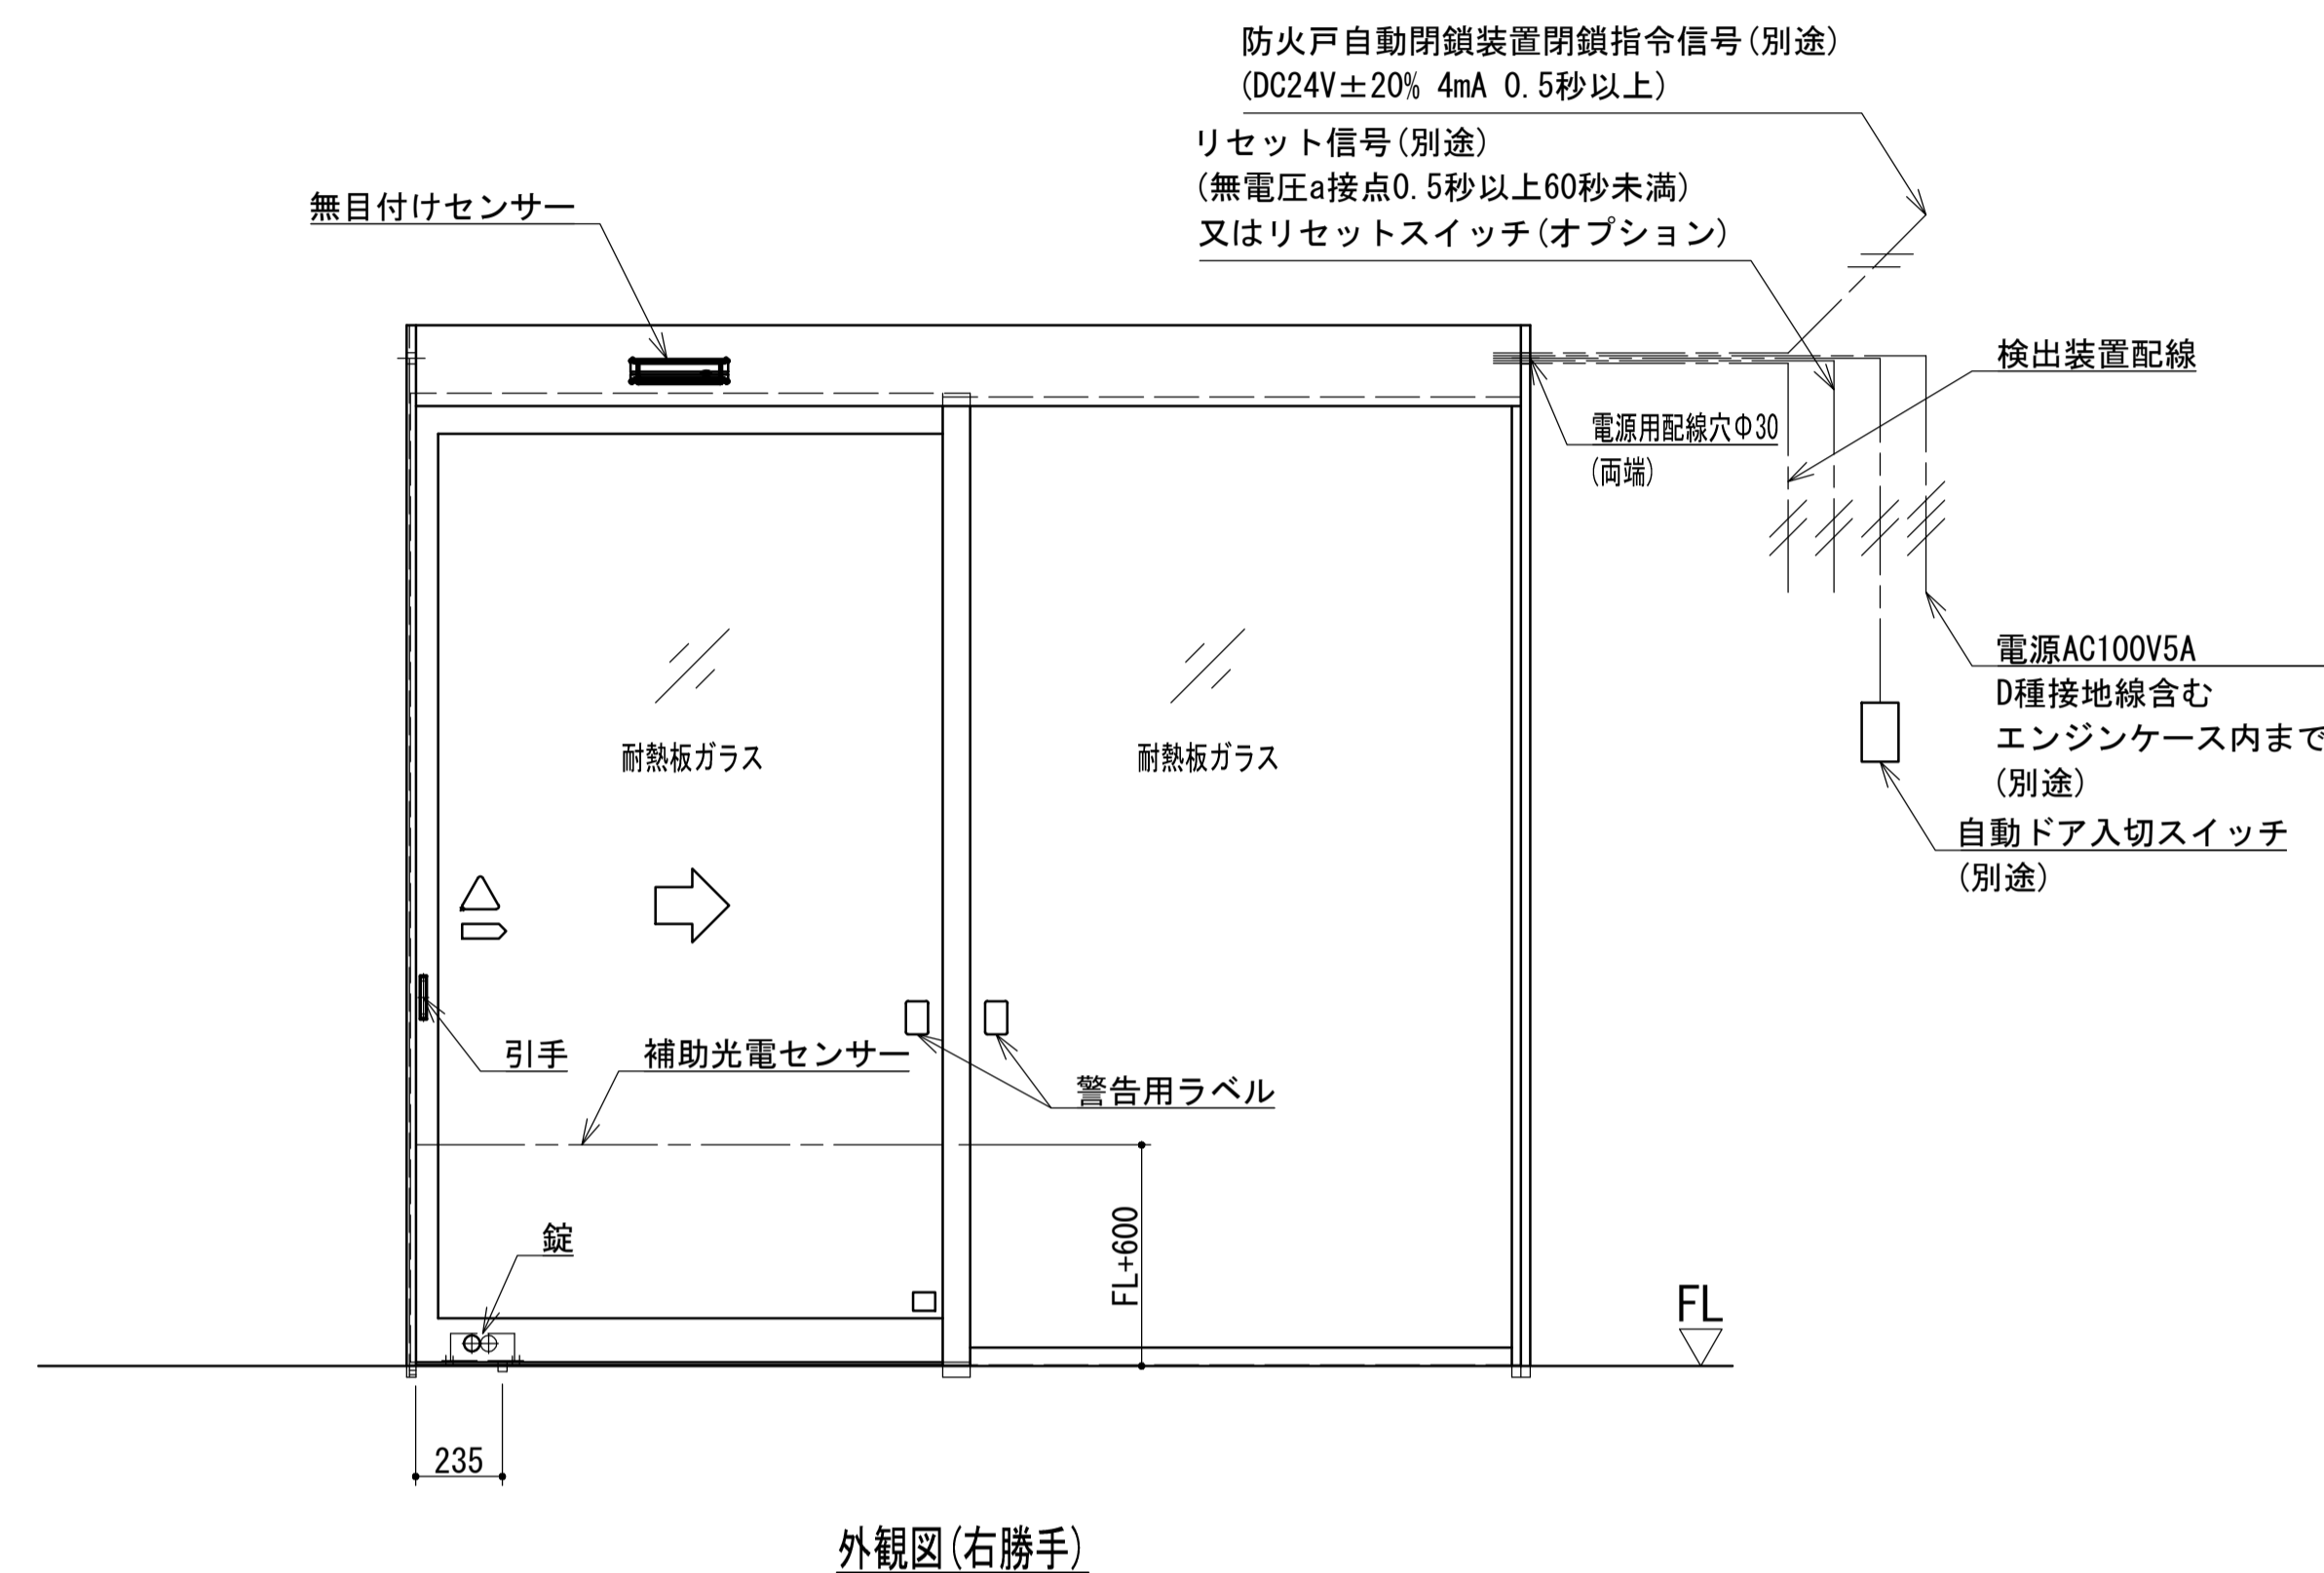 防火戸自動閉鎖装置閉鎖指令信号(別途)
(DC24V±20% 4mA 0.5秒以上)
リセット信号(別途)
(無電圧a接点0.5秒以上60秒未満)
又はリセットスイッチ(オプション)
無目付けセンサー
検出装置配線
電源用配線穴Φ30
(両端)
電源AC100V5A
D種接地線含む
エンジンケース内まで
(別途)
自動ドア入切スイッチ
(別途)
耐熱板ガラス
耐熱板ガラス
引手
補助光電センサー
警告用ラベル
錠
FL+600
FL
235
外観図(右勝手)